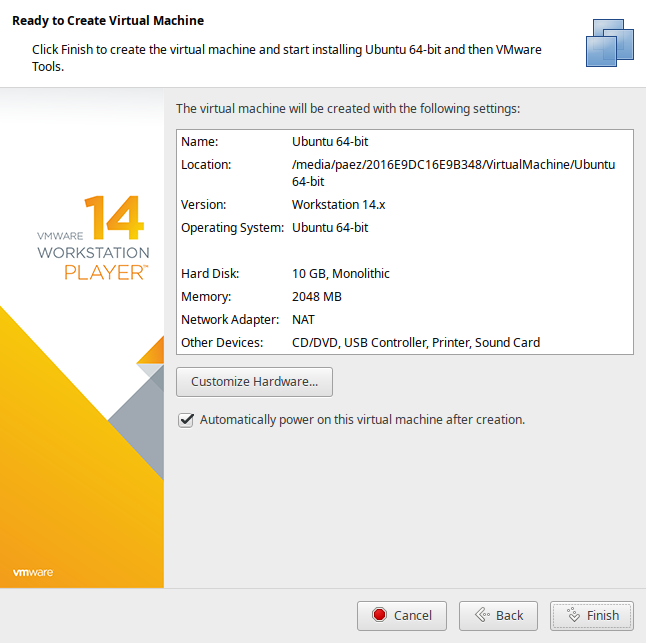 Ready to Create Virtual Machine
Click Finish to create the virtual machine and start installing Ubuntu 64-bit and then VMware
Tools.
The virtual machine will be created with the following settings:
Name: Ubuntu 64-bit
Location: /media/paez/2016E9DC16E9B348/VirtualMachine/Ubuntu
64-bit
Version: Workstation 14.x
Operating System: Ubuntu 64-bit
Hard Disk: 10 GB, Monolithic
Memory: 2048 MB
Network Adapter: NAT
Other Devices: CD/DVD, USB Controller, Printer, Sound Card
VMWARE 14
WORKSTATION
PLAYER™
Customize Hardware...
Automatically power on this virtual machine after creation.
vmware
Cancel Back Finish